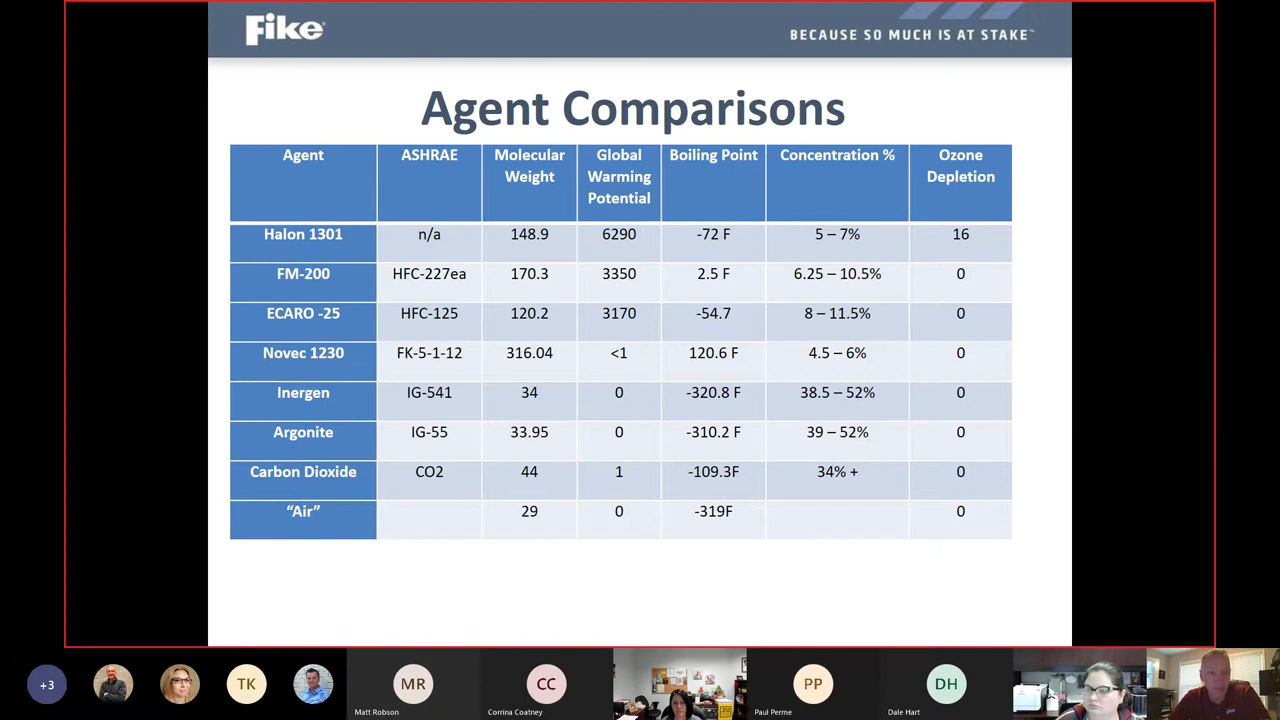 Fike
BECAUSE SO MUCH IS AT STAKE™
Agent Comparisons
Agent ASHRAE Molecular Weight Global Warming Potential Boiling Point Concentration % Ozone Depletion
Halon 1301 n/a 148.9 6290 -72 F 5 – 7% 16
FM-200 HFC-227ea 170.3 3350 2.5 F 6.25 – 10.5% 0
ECARO -25 HFC-125 120.2 3170 -54.7 8 – 11.5% 0
Novec 1230 FK-5-1-12 316.04 <1 120.6 F 4.5 – 6% 0
Inergen IG-541 34 0 -320.8 F 38.5 – 52% 0
Argonite IG-55 33.95 0 -310.2 F 39 – 52% 0
Carbon Dioxide CO2 44 1 -109.3F 34% + 0
“Air” 29 0 -319F 0
+3 TK MR CC PP DH
Matt Robson Corrina Coatney Paul Perme Dale Hart